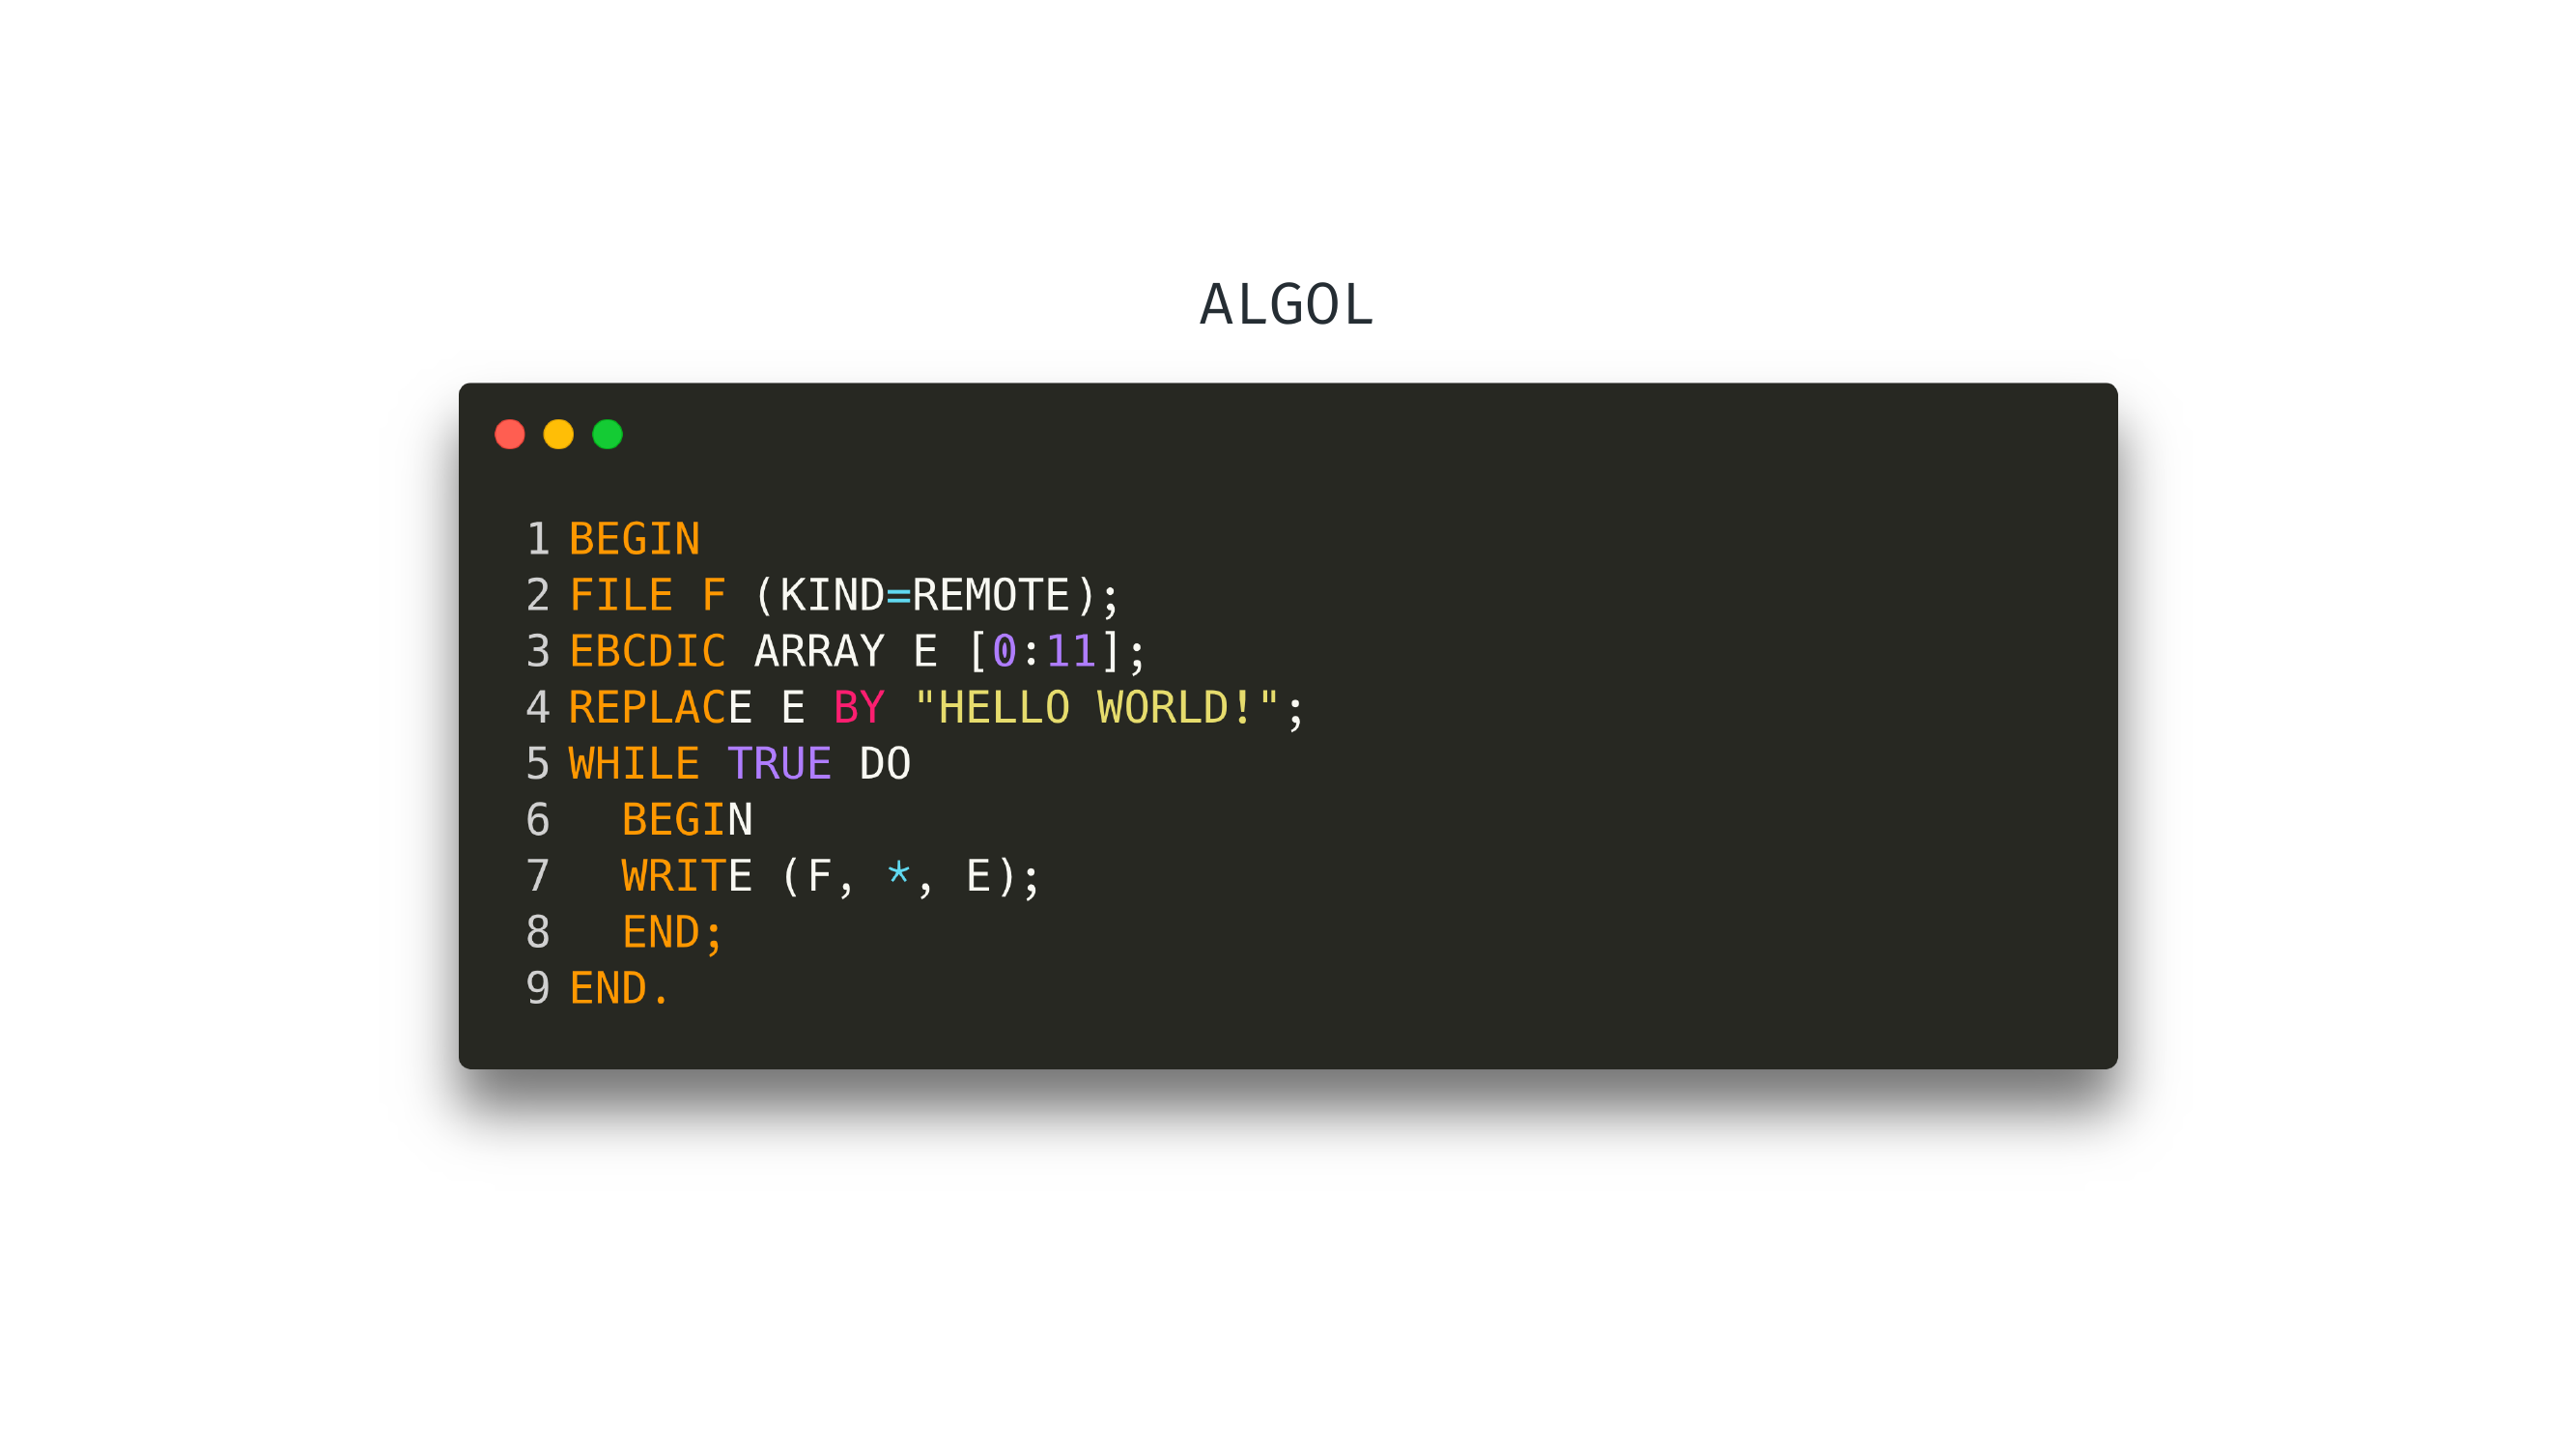 ALGOL
1 BEGIN
2 FILE F (KIND=REMOTE);
3 EBCDIC ARRAY E [0:11];
4 REPLACE E BY "HELLO WORLD!";
5 WHILE TRUE DO
6   BEGIN
7   WRITE (F, *, E);
8   END;
9 END.